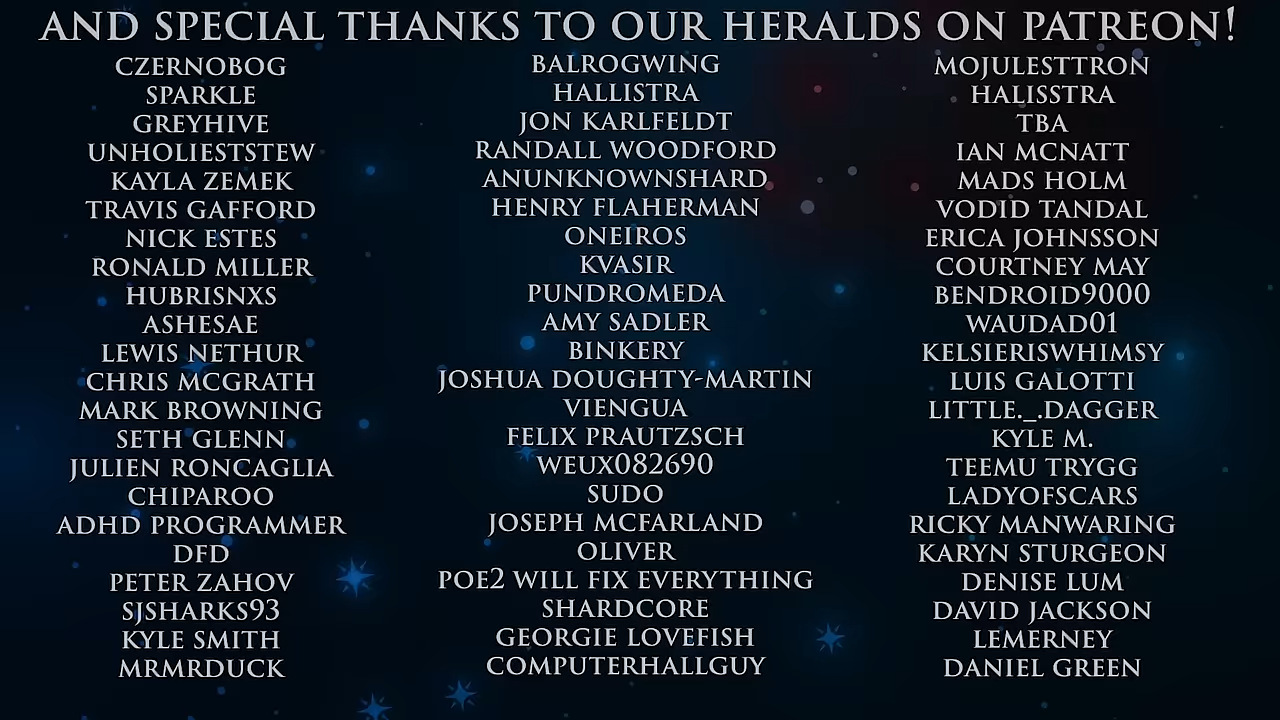 AND SPECIAL THANKS TO OUR HERALDS ON PATREON!
CZERNOBOG
SPARKLE
GREYHIVE
UNHOLIESTSTEW
KAYLA ZEMEK
TRAVIS GAFFORD
NICK ESTES
RONALD MILLER
HUBRISNXS
ASHESAE
LEWIS NETHUR
CHRIS MCGRATH
MARK BROWNING
SETH GLENN
JULIEN RONCAGLIA
CHIPAROO
ADHD PROGRAMMER
DFD
PETER ZAHOV
SJSHARKS93
KYLE SMITH
MRMRDUCK
BALROGWING
HALLISTRA
JON KARLFELDT
RANDALL WOODFORD
ANUNKNOWNSHARD
HENRY FLAHERMAN
ONEIROS
KVASIR
PUNDROMEDA
AMY SADLER
BINKERY
JOSHUA DOUGHTY-MARTIN
VIENGUA
FELIX PRAUTZSCH
WEUX082690
SUDO
JOSEPH MCFARLAND
OLIVER
POE2 WILL FIX EVERYTHING
SHARDCORE
GEORGIE LOVEFISH
COMPUTERHALLGUY
MOJULESTTRON
HALISSTRA
TBA
IAN MCNATT
MADS HOLM
VODID TANDAL
ERICA JOHNSSON
COURTNEY MAY
BENDROID9000
WAUDAD01
KELSIERISWHIMSY
LUIS GALOTTI
LITTLE._.DAGGER
KYLE M.
TEEMU TRYGG
LADYOFSCARS
RICKY MANWARING
KARYN STURGEON
DENISE LUM
DAVID JACKSON
LEMERNEY
DANIEL GREEN